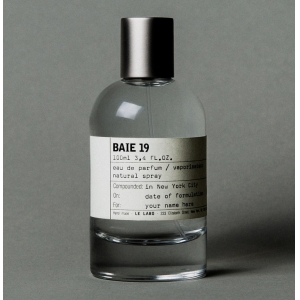 BAIE 19
100ml 3,4 fl.oz.
eau de parfum / vaporisateur
natural spray
Compounded: in New York City
On: date of formulation
For: your name here
LE LABO